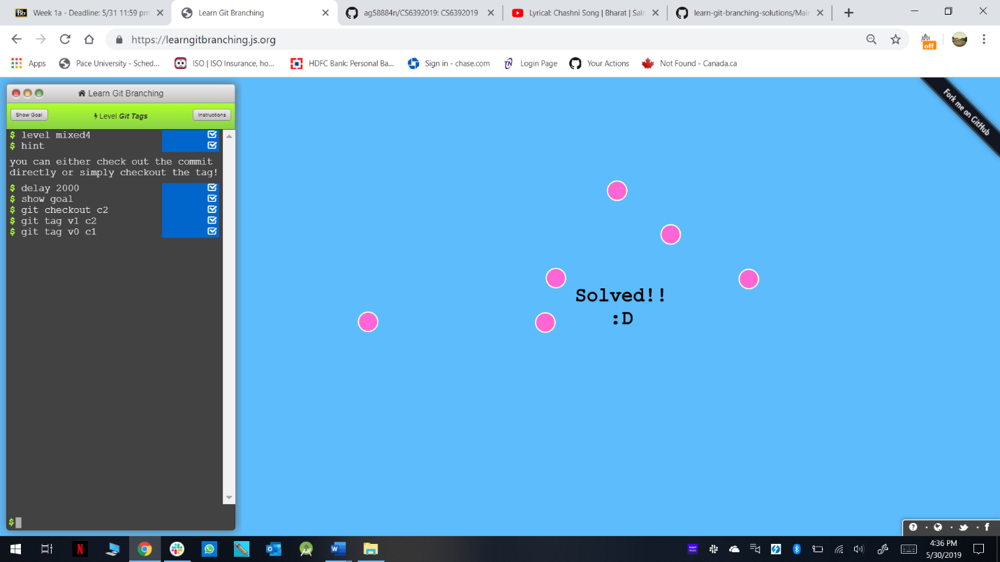 Bb Week 1a - Deadline: 5/31 11:59 pm
Learn Git Branching
ag58884n/CS6392019: CS6392019
Lyrical: Chashni Song | Bharat | Saln
learn-git-branching-solutions/Mair
https://learngitbranching.js.org
off
Apps
Pace University - Sched...
ISO | ISO Insurance, ho...
HDFC Bank: Personal Ba...
Sign in - chase.com
Login Page
Your Actions
Not Found - Canada.ca
Learn Git Branching
Show Goal
Level Git Tags
Instructions
$ level mixed4
$ hint
you can either check out the commit
directly or simply checkout the tag!
$ delay 2000
$ show goal
$ git checkout c2
$ git tag v1 c2
$ git tag v0 c1
$
Fork me on GitHub
Solved!!
:D
4:36 PM
5/30/2019